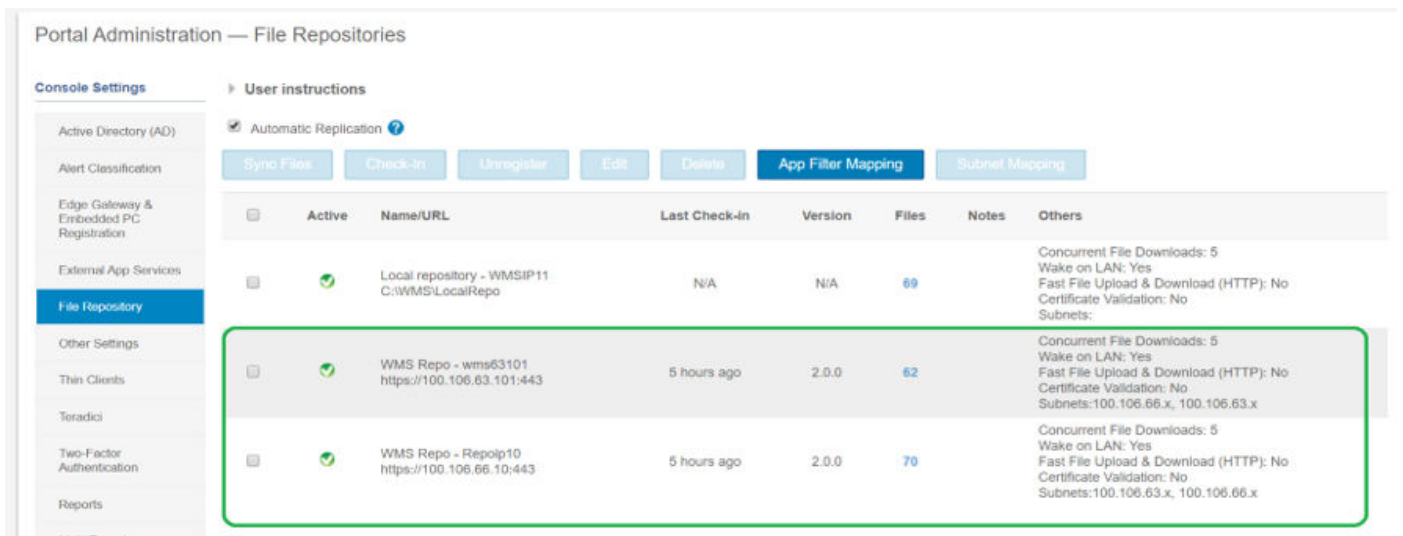 Portal Administration — File Repositories
Console Settings
Active Directory (AD)
Alert Classification
Edge Gateway &
Embedded PC
Registration
External App Services
File Repository
Other Settings
Thin Clients
Teradici
Two-Factor
Authentication
Reports
User instructions
Automatic Replication ?
Sync Files Check-In Unregister Edit Delete App Filter Mapping Subnet Mapping
Active Name/URL Last Check-in Version Files Notes Others
Local repository - WMSIP11
C:\WMS\LocalRepo
N/A N/A 69
Concurrent File Downloads: 5
Wake on LAN: Yes
Fast File Upload & Download (HTTP): No
Certificate Validation: No
Subnets:
WMS Repo - wms63101
https://100.106.63.101:443
5 hours ago 2.0.0 62
Concurrent File Downloads: 5
Wake on LAN: Yes
Fast File Upload & Download (HTTP): No
Certificate Validation: No
Subnets:100.106.66.x, 100.106.63.x
WMS Repo - RepoIp10
https://100.106.66.10:443
5 hours ago 2.0.0 70
Concurrent File Downloads: 5
Wake on LAN: Yes
Fast File Upload & Download (HTTP): No
Certificate Validation: No
Subnets:100.106.63.x, 100.106.66.x